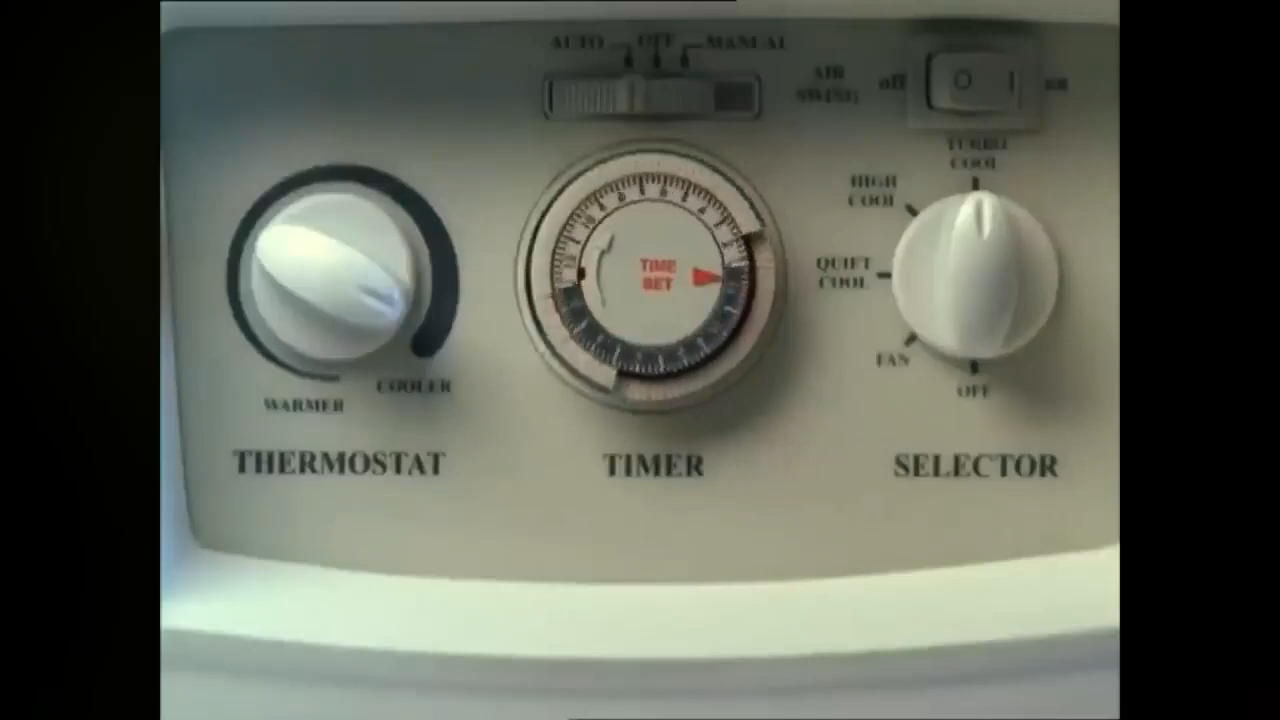 AUTO OFF MANUAL
AIR
SWING
off
on
TURBO
COOL
HIGH
COOL
QUIET
COOL
FAN
OFF
TIME
SET
WARMER
COOLER
THERMOSTAT
TIMER
SELECTOR